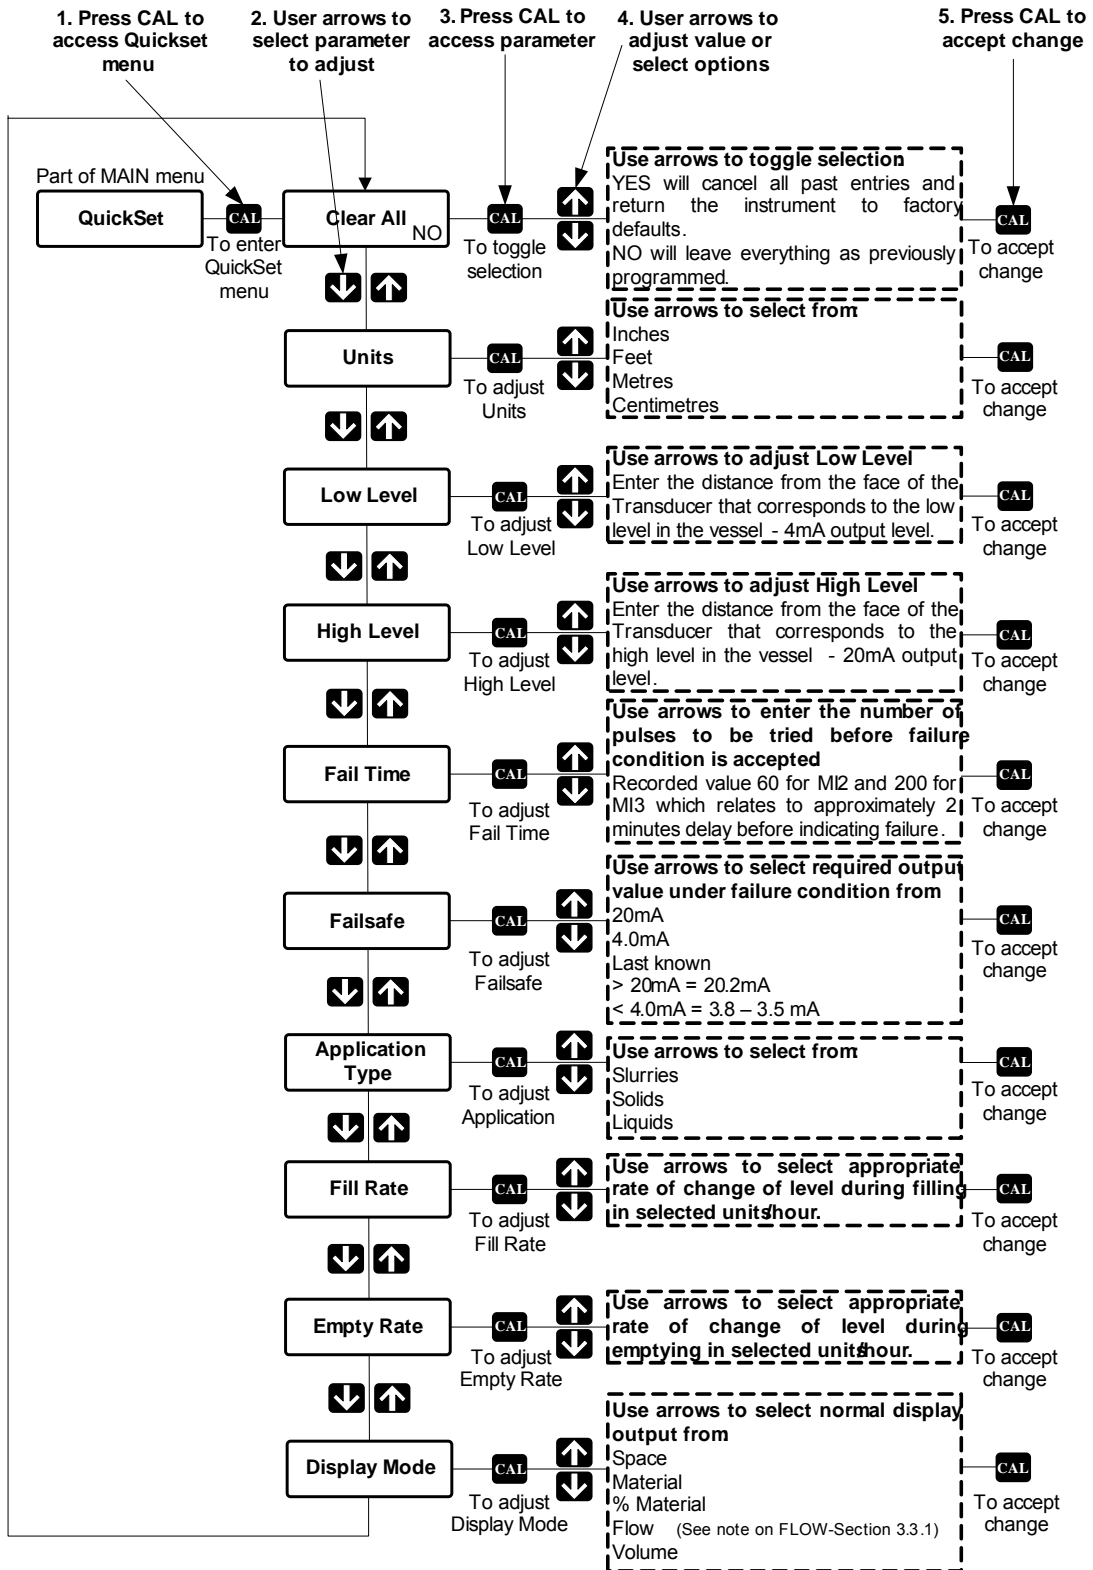 1. Press CAL to
access Quickset
menu
2. User arrows to
select parameter
to adjust
3. Press CAL to
access parameter
4. User arrows to
adjust value or
select options
5. Press CAL to
accept change
Part of MAIN menu
QuickSet
CAL
To enter
QuickSet
menu
Clear All
NO
CAL
To toggle
selection
Use arrows to toggle selection:
YES will cancel all past entries and
return the instrument to factory
defaults.
NO will leave everything as previously
programmed.
CAL
To accept
change
Units
CAL
To adjust
Units
Use arrows to select from:
Inches
Feet
Metres
Centimetres
CAL
To accept
change
Low Level
CAL
To adjust
Low Level
Use arrows to adjust Low Level
Enter the distance from the face of the
Transducer that corresponds to the low
level in the vessel - 4mA output level.
CAL
To accept
change
High Level
CAL
To adjust
High Level
Use arrows to adjust High Level
Enter the distance from the face of the
Transducer that corresponds to the
high level in the vessel - 20mA output
level.
CAL
To accept
change
Fail Time
CAL
To adjust
Fail Time
Use arrows to enter the number of
pulses to be tried before failure
condition is accepted
Recorded value 60 for MI2 and 200 for
MI3 which relates to approximately 2
minutes delay before indicating failure.
CAL
To accept
change
Failsafe
CAL
To adjust
Failsafe
Use arrows to select required output
value under failure condition from
20mA
4.0mA
Last known
> 20mA = 20.2mA
< 4.0mA = 3.8 – 3.5 mA
CAL
To accept
change
Application
Type
CAL
To adjust
Application
Use arrows to select from:
Slurries
Solids
Liquids
CAL
To accept
change
Fill Rate
CAL
To adjust
Fill Rate
Use arrows to select appropriate
rate of change of level during filling
in selected units/hour.
CAL
To accept
change
Empty Rate
CAL
To adjust
Empty Rate
Use arrows to select appropriate
rate of change of level during
emptying in selected units/hour.
CAL
To accept
change
Display Mode
CAL
To adjust
Display Mode
Use arrows to select normal display
output from
Space
Material
% Material
Flow (See note on FLOW-Section 3.3.1)
Volume
CAL
To accept
change